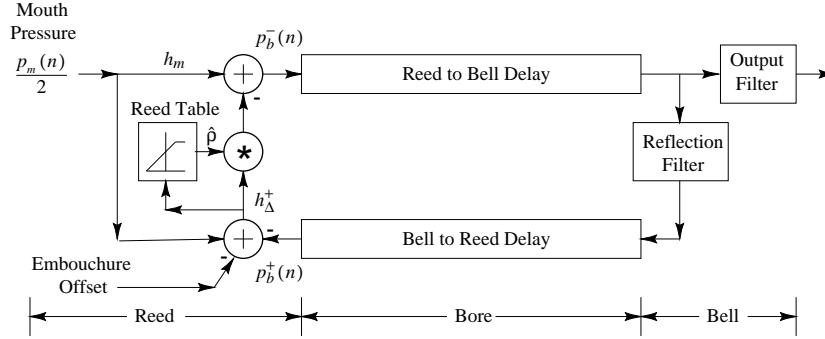 Mouth
Pressure
p_m(n)
2
h_m
+
-
p_b^-(n)
Reed to Bell Delay
Output
Filter
Reed Table
ρ̂
*
Reflection
Filter
h_Δ^+
+
-
-
p_b^+(n)
Bell to Reed Delay
Embouchure
Offset
Reed
Bore
Bell